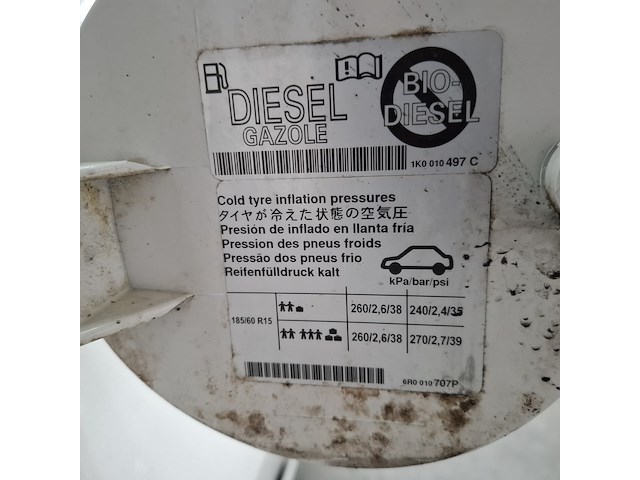 DIESEL
GAZOLE
BIO-
DIESEL
1K0 010 497 C
Cold tyre inflation pressures
タイヤが冷えた状態の空気圧
Presión de inflado en llanta fría
Pression des pneus froids
Pressão dos pneus frio
Reifenfülldruck kalt
kPa/bar/psi
185/60 R15
260/2,6/38 240/2,4/35
260/2,6/38 270/2,7/39
6R0 010 707P